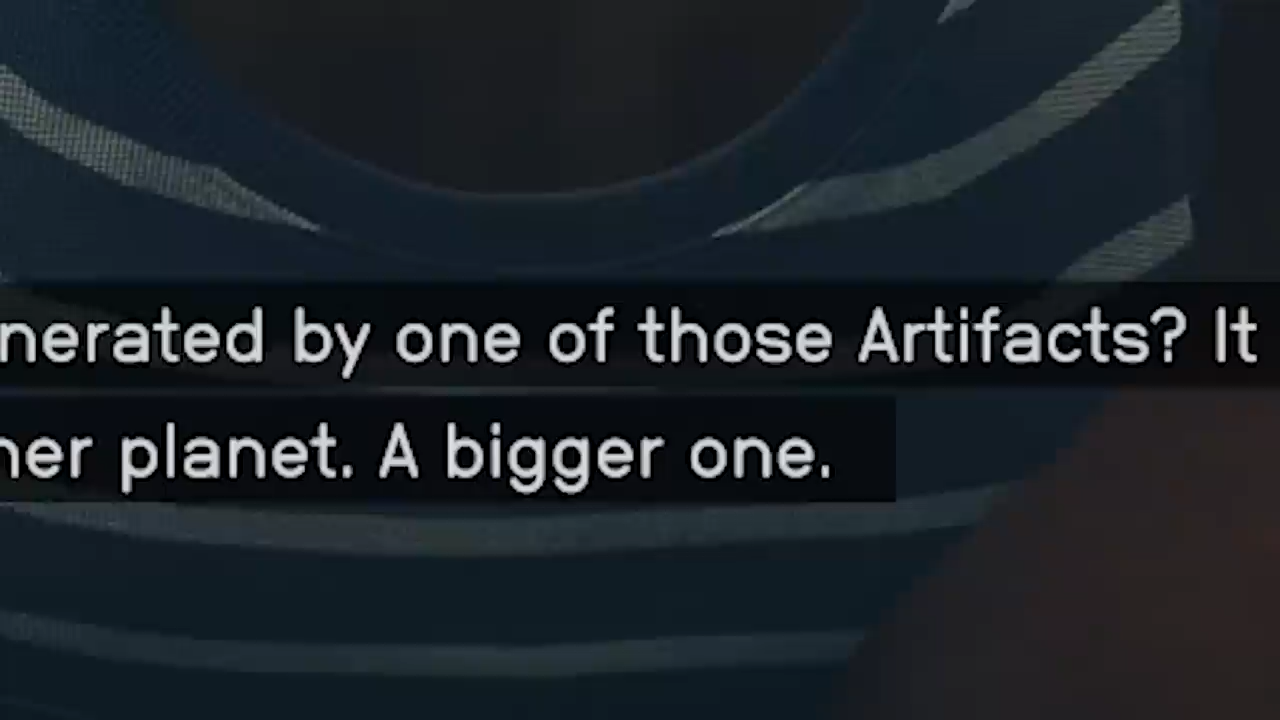 nerated by one of those Artifacts? It
her planet. A bigger one.